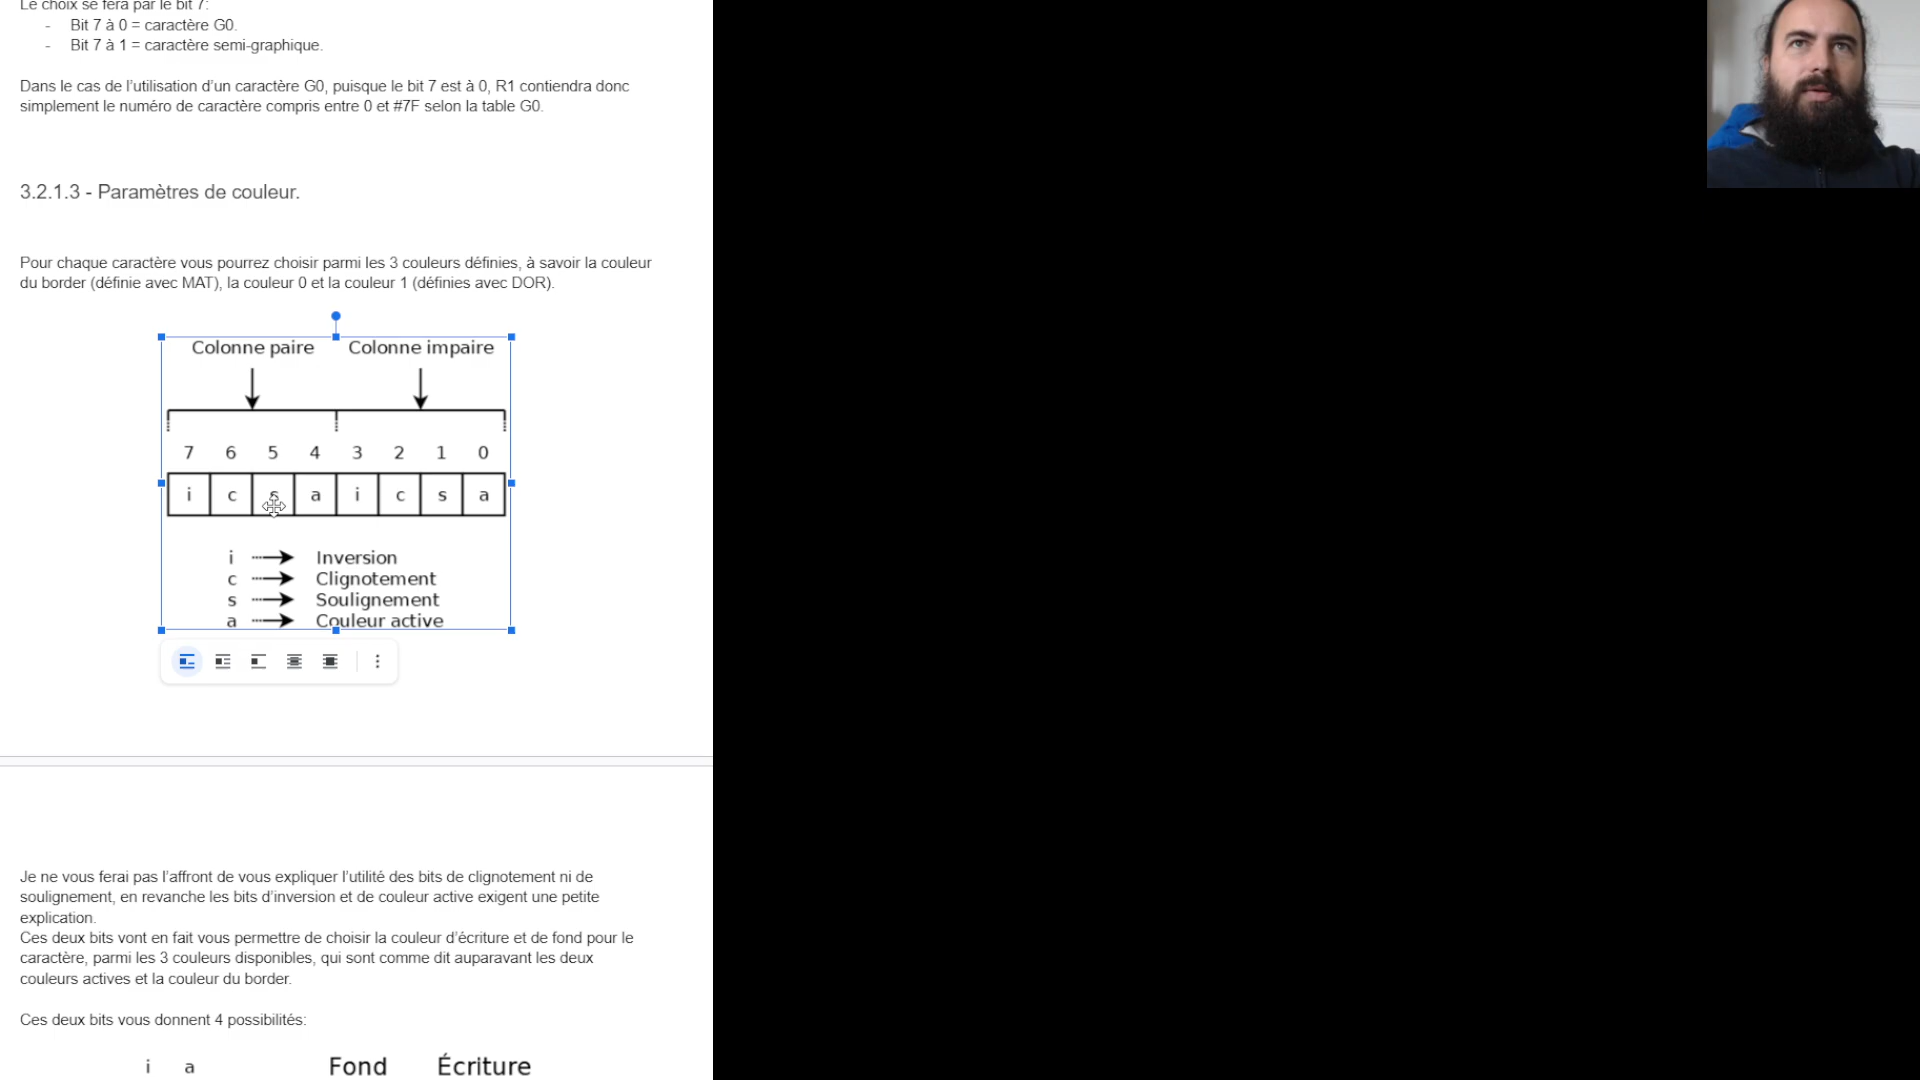 Le choix se fera par le bit 7:
- Bit 7 à 0 = caractère G0.
- Bit 7 à 1 = caractère semi-graphique.
Dans le cas de l’utilisation d’un caractère G0, puisque le bit 7 est à 0, R1 contiendra donc
simplement le numéro de caractère compris entre 0 et #7F selon la table G0.
3.2.1.3 - Paramètres de couleur.
Pour chaque caractère vous pourrez choisir parmi les 3 couleurs définies, à savoir la couleur
du border (définie avec MAT), la couleur 0 et la couleur 1 (définies avec DOR).
Colonne paire Colonne impaire
7 6 5 4 3 2 1 0
i c s a i c s a
i Inversion
c Clignotement
s Soulignement
a Couleur active
Je ne vous ferai pas l’affront de vous expliquer l’utilité des bits de clignotement ni de
soulignement, en revanche les bits d’inversion et de couleur active exigent une petite
explication.
Ces deux bits vont en fait vous permettre de choisir la couleur d’écriture et de fond pour le
caractère, parmi les 3 couleurs disponibles, qui sont comme dit auparavant les deux
couleurs actives et la couleur du border.
Ces deux bits vous donnent 4 possibilités:
i a Fond Écriture